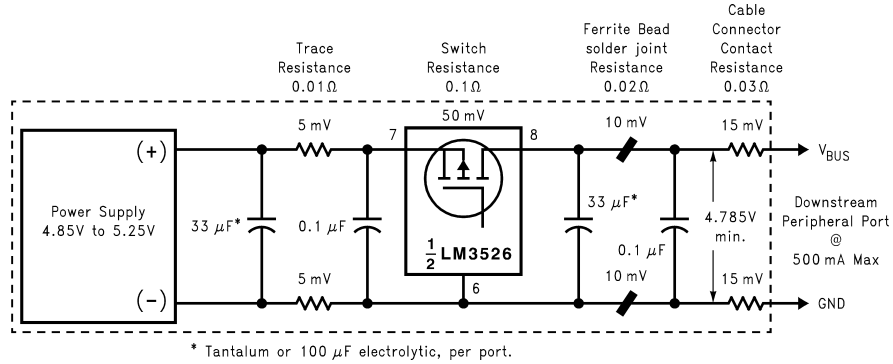 Trace
Resistance
0.01Ω
Switch
Resistance
0.1Ω
Ferrite Bead
solder joint
Resistance
0.02Ω
Cable
Connector
Contact
Resistance
0.03Ω
5 mV
50 mV
10 mV
15 mV
7
8
(+)
VBUS
Power Supply
4.85V to 5.25V
33 μF*
0.1 μF
1/2 LM3526
33 μF*
0.1 μF
4.785V
min.
Downstream
Peripheral Port
@
500 mA Max
5 mV
6
10 mV
15 mV
(−)
GND
* Tantalum or 100 μF electrolytic, per port.